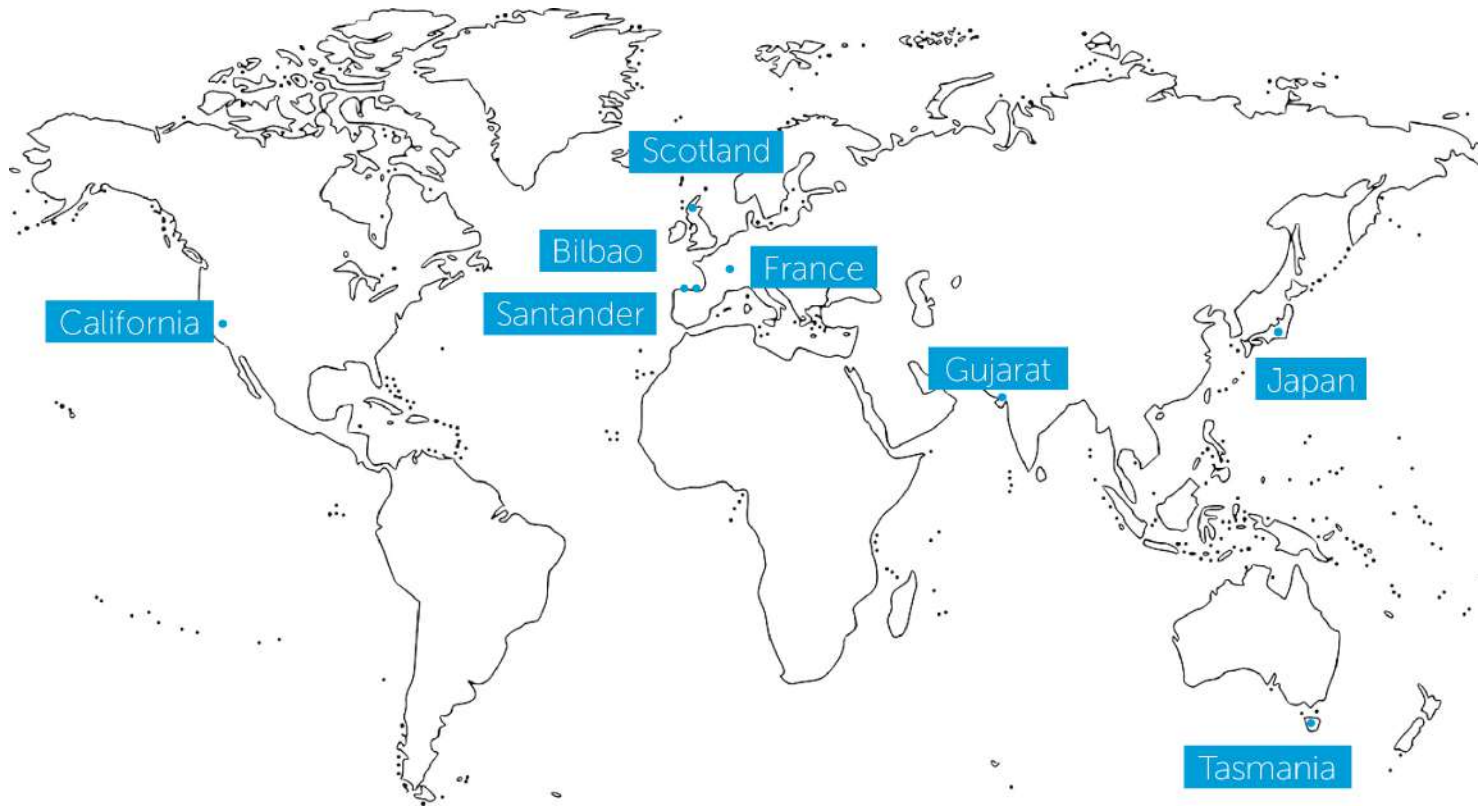 Scotland
Bilbao
France
Santander
California
Gujarat
Japan
Tasmania